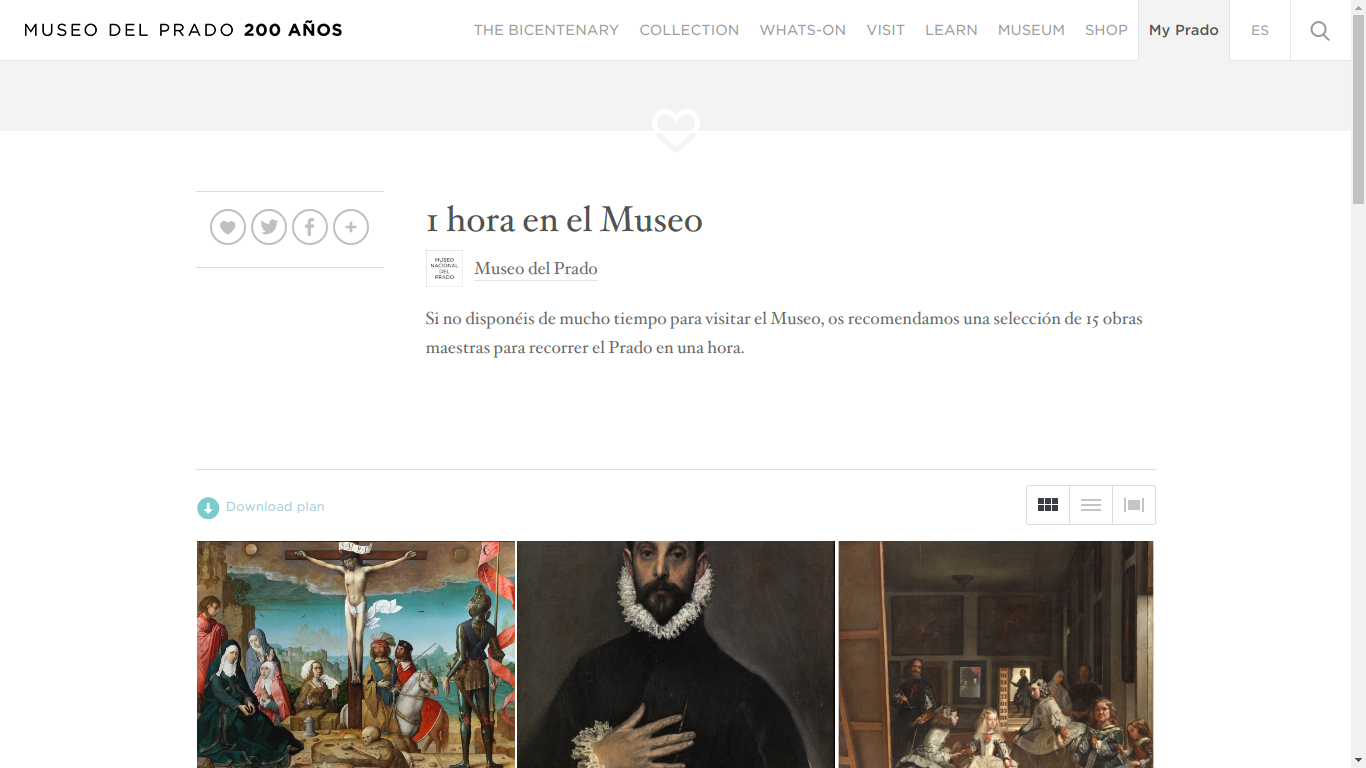 MUSEO DEL PRADO 200 AÑOS
THE BICENTENARY COLLECTION WHATS-ON VISIT LEARN MUSEUM SHOP My Prado ES
1 hora en el Museo
MUSEO
NACIONAL
DEL
PRADO
Museo del Prado
Si no disponéis de mucho tiempo para visitar el Museo, os recomendamos una selección de 15 obras
maestras para recorrer el Prado en una hora.
Download plan